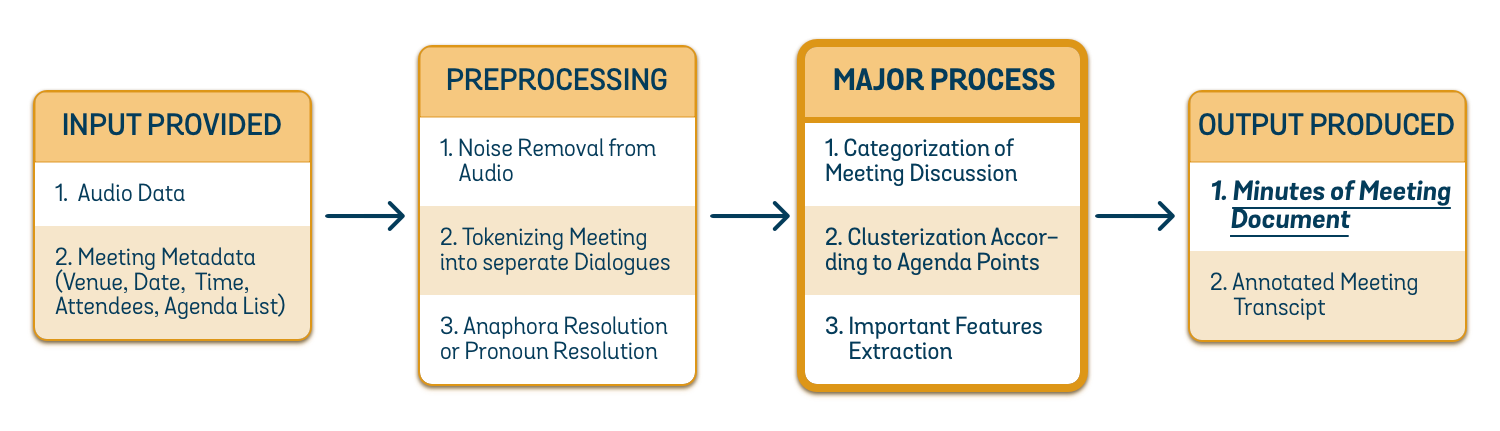 INPUT PROVIDED
1. Audio Data
2. Meeting Metadata
(Venue, Date, Time,
Attendees, Agenda List)
PREPROCESSING
1. Noise Removal from
Audio
2. Tokenizing Meeting
into seperate Dialogues
3. Anaphora Resolution
or Pronoun Resolution
MAJOR PROCESS
1. Categorization of
Meeting Discussion
2. Clusterization Accor-
ding to Agenda Points
3. Important Features
Extraction
OUTPUT PRODUCED
1. Minutes of Meeting
Document
2. Annotated Meeting
Transcipt